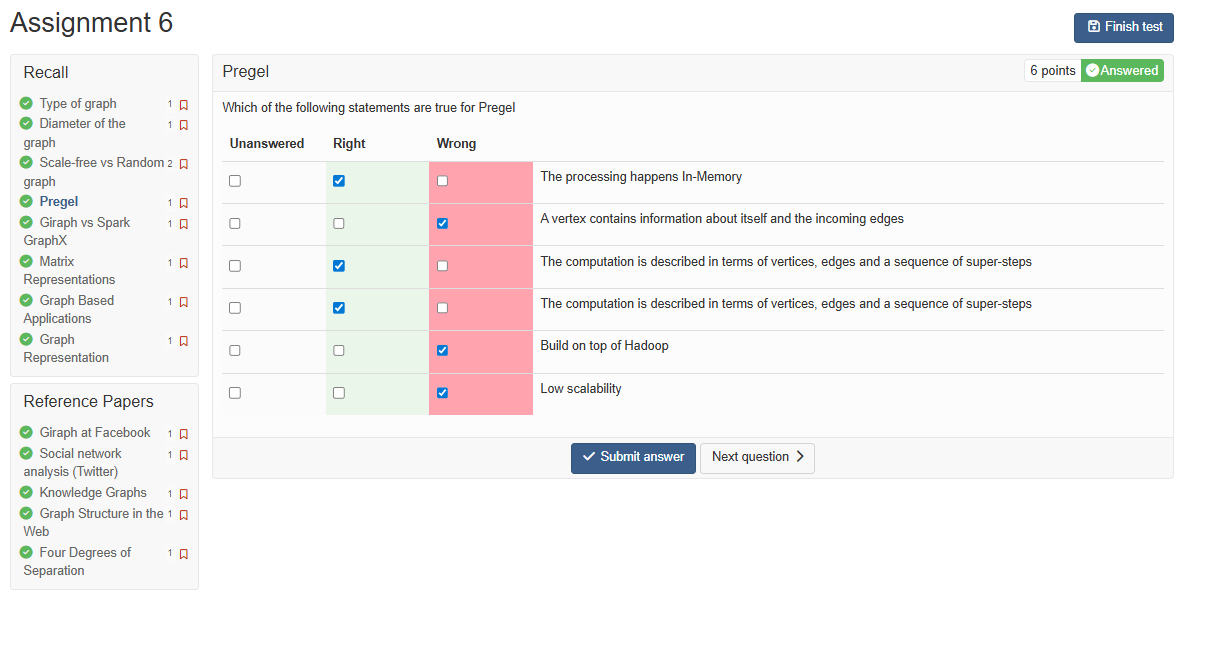 Assignment 6
Finish test
Recall
Type of graph 1
Diameter of the 1
graph
Scale-free vs Random 2
graph
Pregel 1
Giraph vs Spark 1
GraphX
Matrix 1
Representations
Graph Based 1
Applications
Graph 1
Representation
Reference Papers
Giraph at Facebook 1
Social network 1
analysis (Twitter)
Knowledge Graphs 1
Graph Structure in the 1
Web
Four Degrees of 1
Separation
Pregel 6 points Answered
Which of the following statements are true for Pregel
Unanswered Right Wrong
The processing happens In-Memory
A vertex contains information about itself and the incoming edges
The computation is described in terms of vertices, edges and a sequence of super-steps
The computation is described in terms of vertices, edges and a sequence of super-steps
Build on top of Hadoop
Low scalability
Submit answer Next question